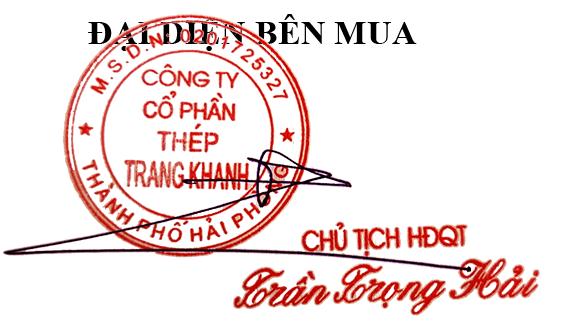 ĐẠI DIỆN BÊN MUA
M.S.D.N: 0201725327
CÔNG TY
CỔ PHẦN
THÉP
TRANG KHANH
THÀNH PHỐ HẢI PHÒNG
CHỦ TỊCH HĐQT
Trần Trọng Hải